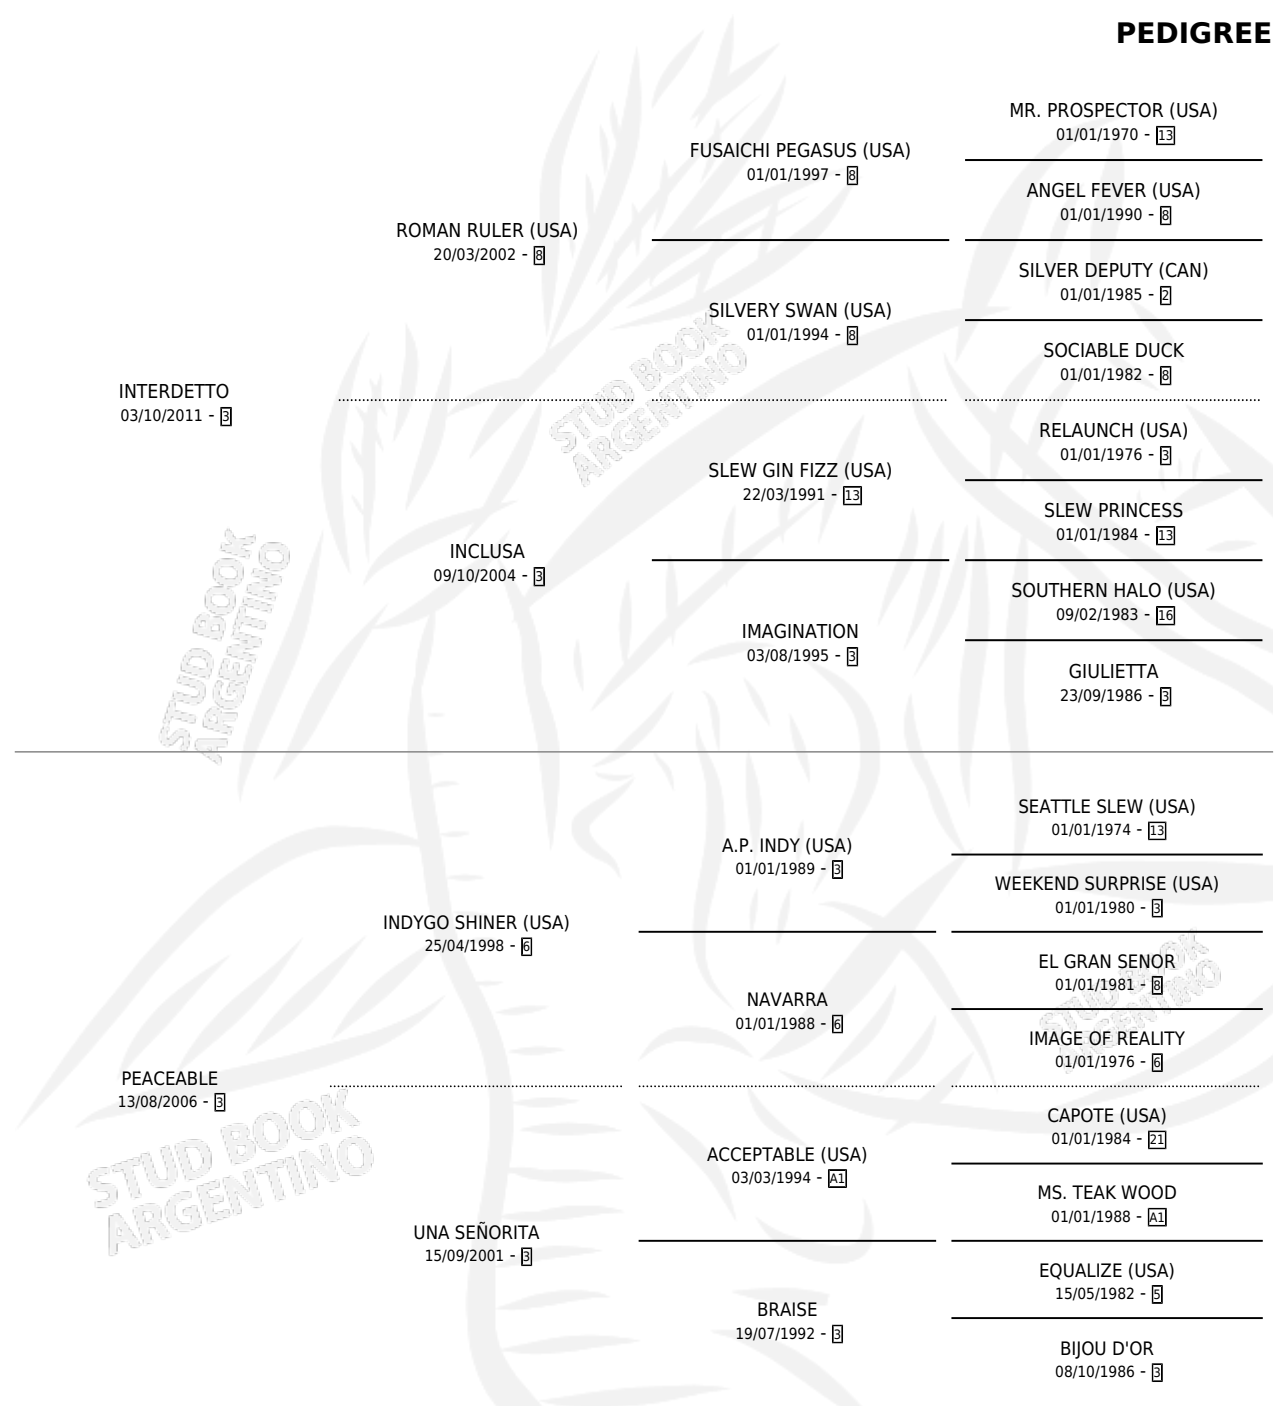 PEDIGREE
MR. PROSPECTOR (USA)
01/01/1970 - 13
FUSAICHI PEGASUS (USA)
01/01/1997 - 8
ANGEL FEVER (USA)
01/01/1990 - 8
ROMAN RULER (USA)
20/03/2002 - 8
SILVER DEPUTY (CAN)
01/01/1985 - 2
SILVERY SWAN (USA)
01/01/1994 - 8
SOCIABLE DUCK
01/01/1982 - 8
INTERDETTO
03/10/2011 - 3
STUD BOOK
ARGENTINO
RELAUNCH (USA)
01/01/1976 - 3
SLEW GIN FIZZ (USA)
22/03/1991 - 13
SLEW PRINCESS
01/01/1984 - 13
INCLUSA
09/10/2004 - 3
SOUTHERN HALO (USA)
09/02/1983 - 16
IMAGINATION
03/08/1995 - 3
GIULIETTA
23/09/1986 - 3
STUD BOOK
ARGENTINO
SEATTLE SLEW (USA)
01/01/1974 - 13
A.P. INDY (USA)
01/01/1989 - 3
WEEKEND SURPRISE (USA)
01/01/1980 - 3
INDYGO SHINER (USA)
25/04/1998 - 6
EL GRAN SENOR
01/01/1981 - 8
NAVARRA
01/01/1988 - 6
IMAGE OF REALITY
01/01/1976 - 6
STUD BOOK
ARGENTINO
PEACEABLE
13/08/2006 - 3
CAPOTE (USA)
01/01/1984 - 21
ACCEPTABLE (USA)
03/03/1994 - A1
MS. TEAK WOOD
01/01/1988 - A1
STUD BOOK
ARGENTINO
UNA SEÑORITA
15/09/2001 - 3
EQUALIZE (USA)
15/05/1982 - 5
BRAISE
19/07/1992 - 3
BIJOU D'OR
08/10/1986 - 3